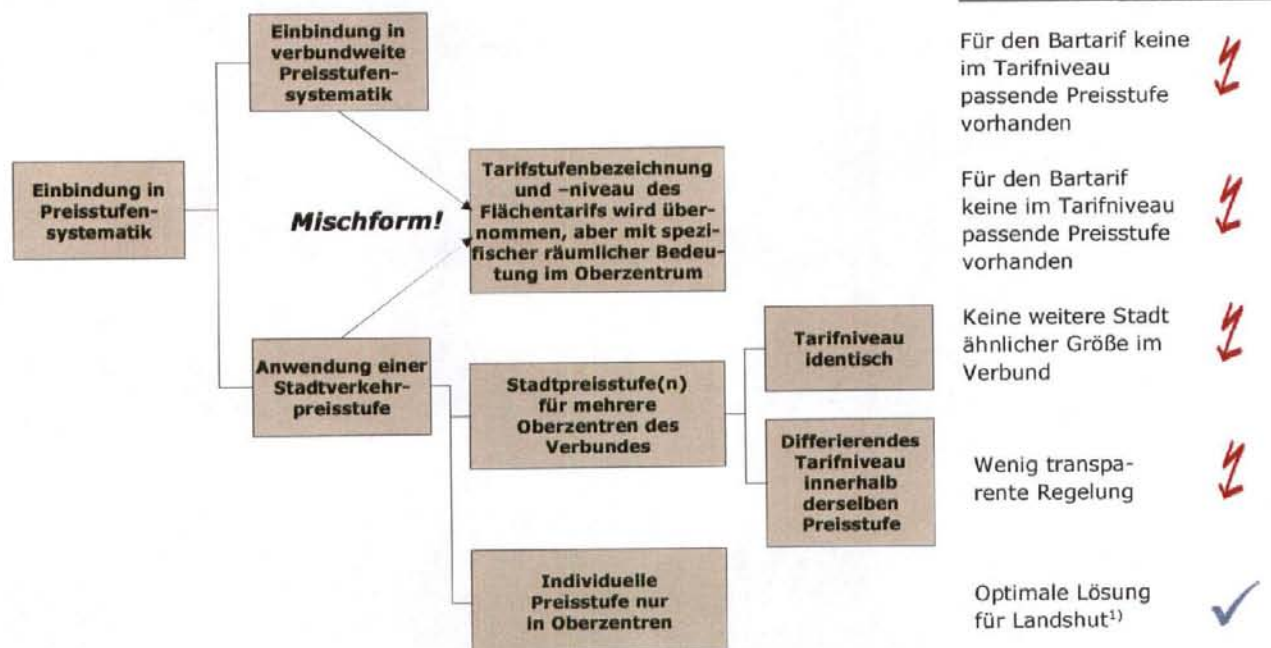 Einbindung in
verbundweite
Preisstufen-
systematik
Einbindung in
Preisstufen-
systematik
Mischform!
Tarifstufenbezeichnung
und –niveau des
Flächentarifs wird über-
nommen, aber mit spezi-
fischer räumlicher Bedeu-
tung im Oberzentrum
Anwendung einer
Stadtverkehr-
preisstufe
Stadtpreisstufe(n)
für mehrere
Oberzentren des
Verbundes
Tarifniveau
identisch
Differierendes
Tarifniveau
innerhalb
derselben
Preisstufe
Individuelle
Preisstufe nur
in Oberzentren
Für den Bartarif keine
im Tarifniveau
passende Preisstufe
vorhanden
Für den Bartarif
keine im Tarifniveau
passende Preisstufe
vorhanden
Keine weitere Stadt
ähnlicher Größe im
Verbund
Wenig transpa-
rente Regelung
Optimale Lösung
für Landshut1)